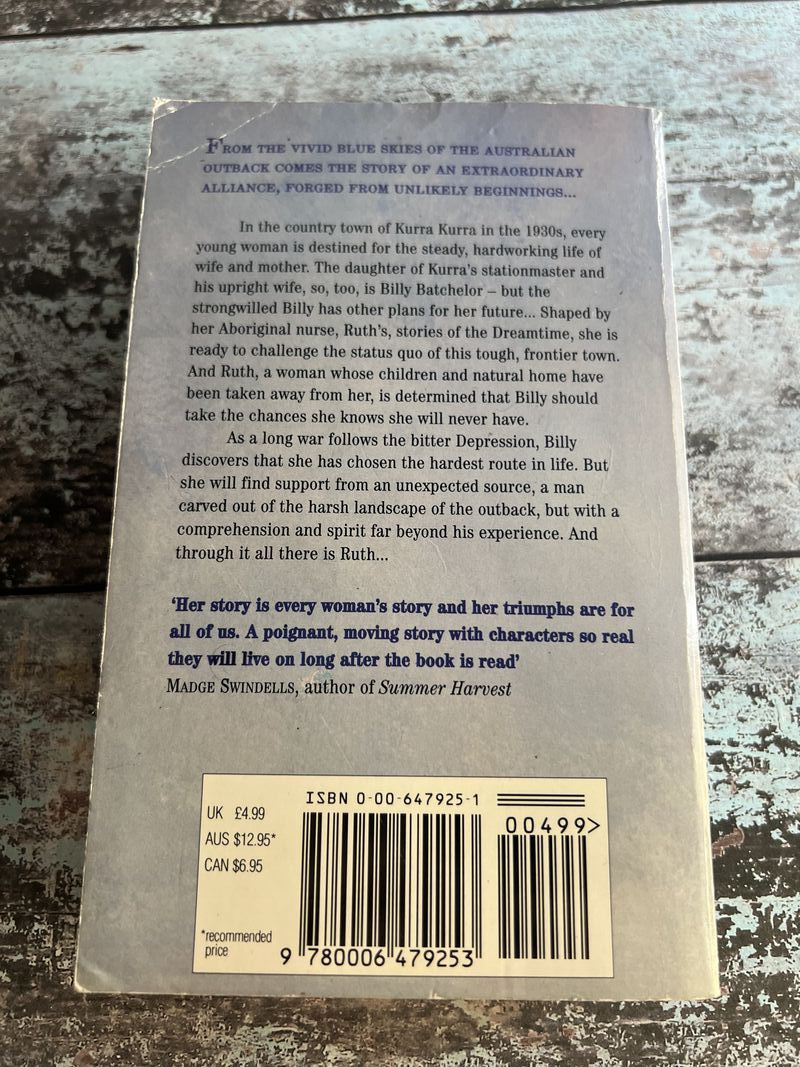 FROM THE VIVID BLUE SKIES OF THE AUSTRALIAN
OUTBACK COMES THE STORY OF AN EXTRAORDINARY
ALLIANCE, FORGED FROM UNLIKELY BEGINNINGS...
In the country town of Kurra Kurra in the 1930s, every
young woman is destined for the steady, hardworking life of
wife and mother. The daughter of Kurra's stationmaster and
his upright wife, so, too, is Billy Batchelor – but the
strongwilled Billy has other plans for her future... Shaped by
her Aboriginal nurse, Ruth's, stories of the Dreamtime, she is
ready to challenge the status quo of this tough, frontier town.
And Ruth, a woman whose children and natural home have
been taken away from her, is determined that Billy should
take the chances she knows she will never have.
As a long war follows the bitter Depression, Billy
discovers that she has chosen the hardest route in life. But
she will find support from an unexpected source, a man
carved out of the harsh landscape of the outback, but with a
comprehension and spirit far beyond his experience. And
through it all there is Ruth...
'Her story is every woman's story and her triumphs are for
all of us. A poignant, moving story with characters so real
they will live on long after the book is read'
MADGE SWINDELLS, author of Summer Harvest
ISBN 0-00-647925-1
UK £4.99
AUS $12.95*
CAN $6.95
*recommended
price
00499>
9 780006 479253